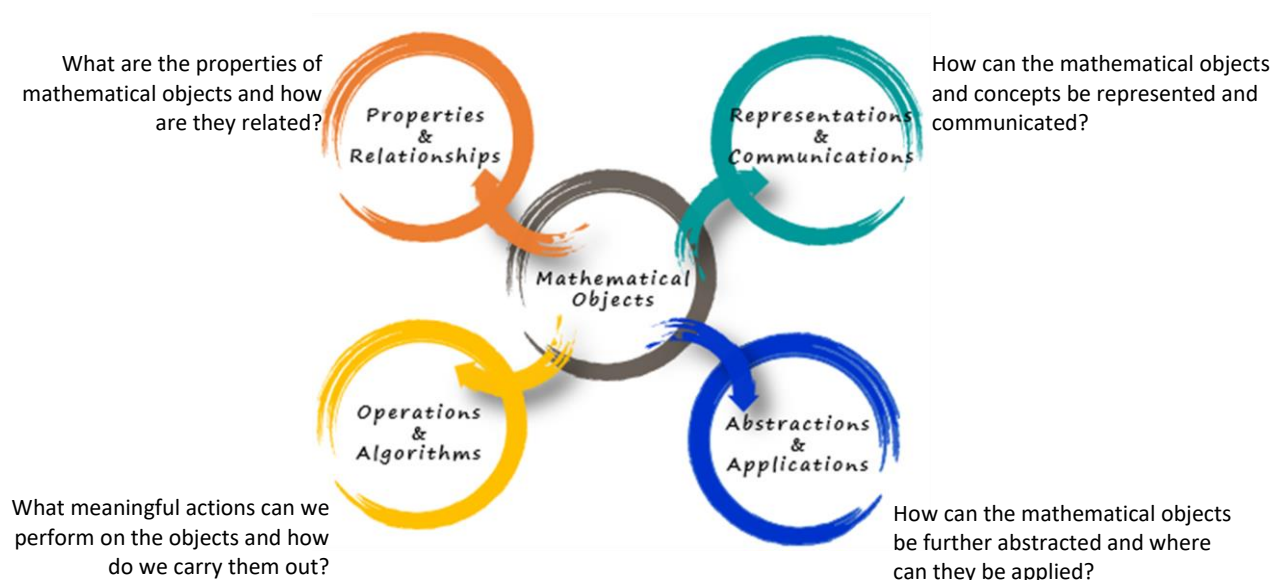 What are the properties of
mathematical objects and how
are they related?
Properties
&
Relationships
How can the mathematical objects
and concepts be represented and
communicated?
Representations
&
Communications
Mathematical
Objects
Operations
&
Algorithms
What meaningful actions can we
perform on the objects and how
do we carry them out?
Abstractions
&
Applications
How can the mathematical objects
be further abstracted and where
can they be applied?